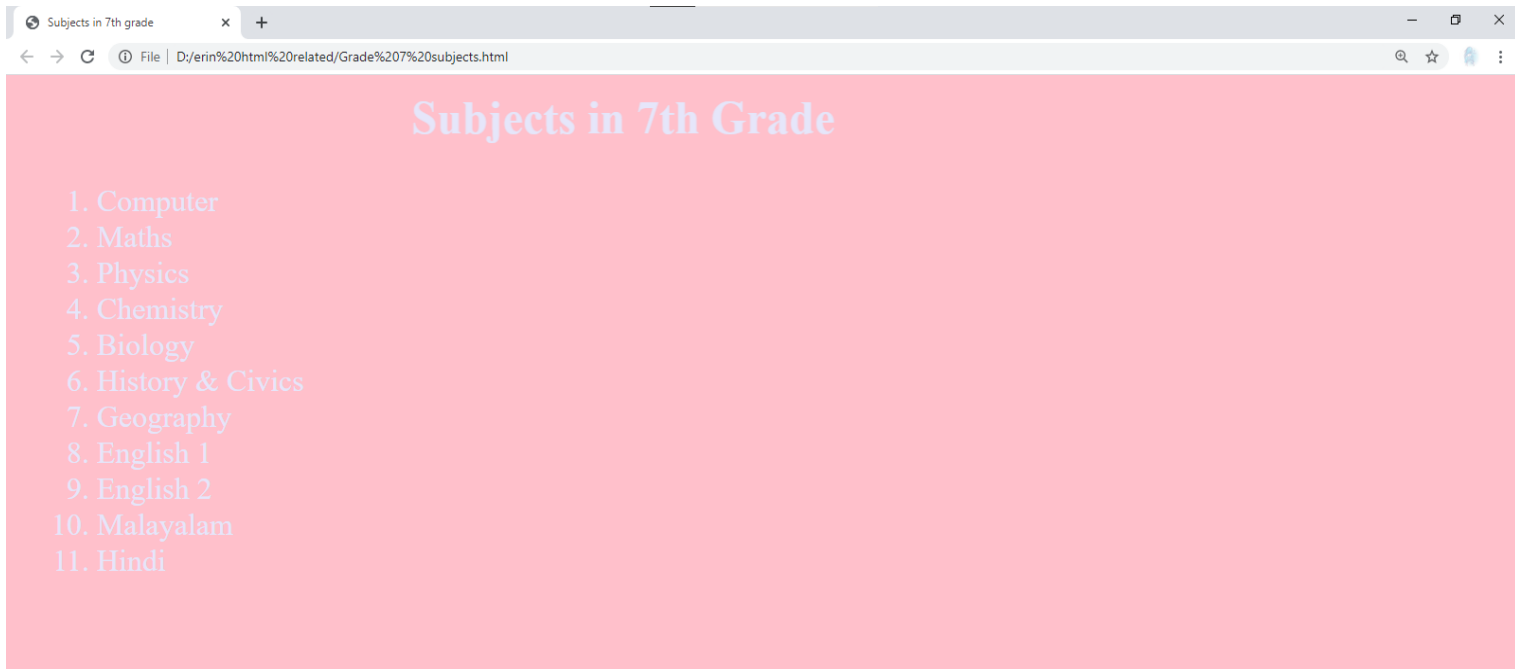 Subjects in 7th grade
File | D:/erin%20html%20related/Grade%207%20subjects.html
Subjects in 7th Grade
1. Computer
2. Maths
3. Physics
4. Chemistry
5. Biology
6. History & Civics
7. Geography
8. English 1
9. English 2
10. Malayalam
11. Hindi